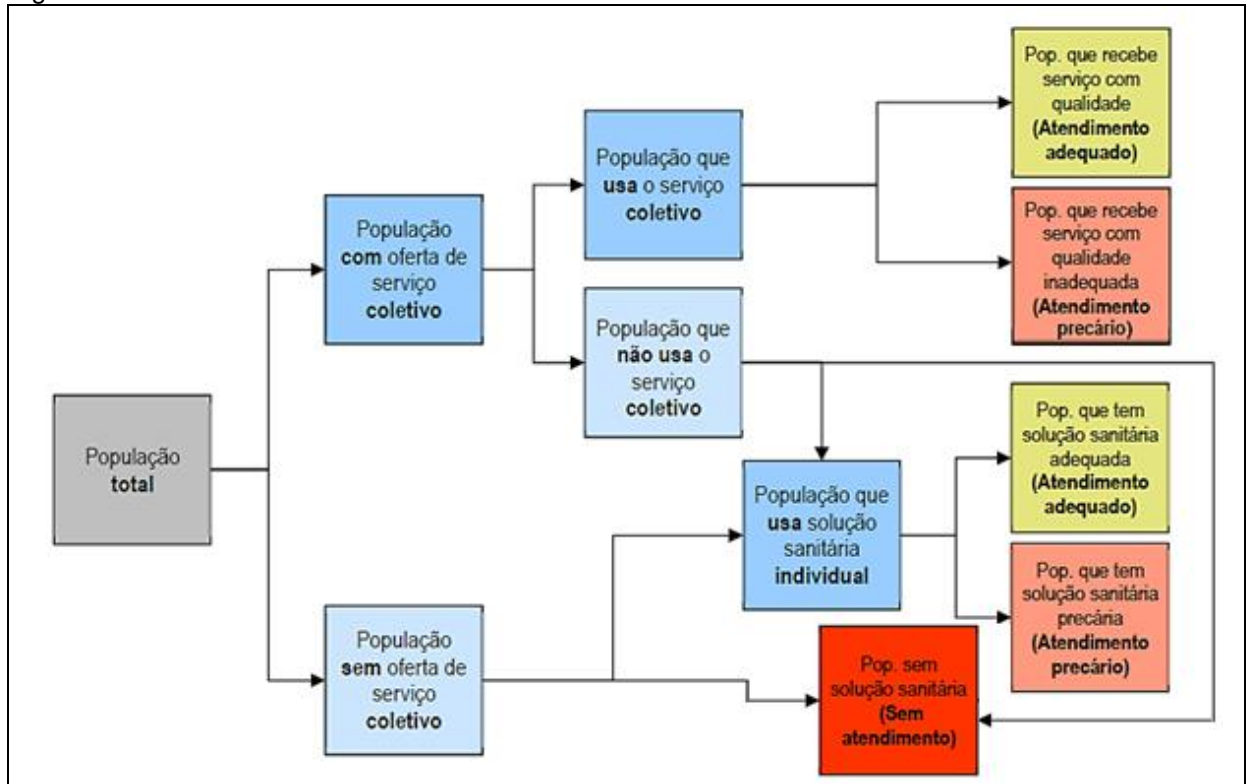 População
total
População
com oferta de
serviço
coletivo
População
sem oferta de
serviço
coletivo
População que
usa o serviço
coletivo
População que
não usa o
serviço
coletivo
População que
usa solução
sanitária
individual
Pop. que recebe
serviço com
qualidade
(Atendimento
adequado)
Pop. que recebe
serviço com
qualidade
inadequada
(Atendimento
precário)
Pop. que tem
solução sanitária
adequada
(Atendimento
adequado)
Pop. que tem
solução sanitária
precária
(Atendimento
precário)
Pop. sem
solução sanitária
(Sem
atendimento)